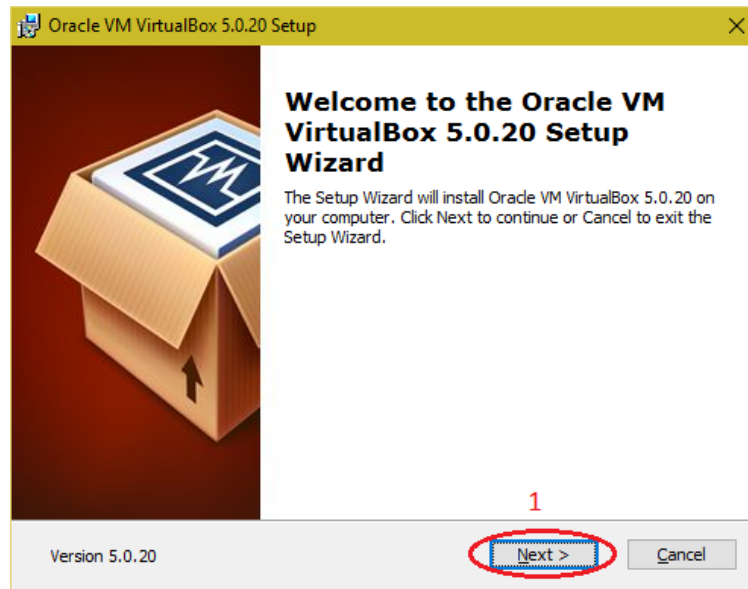 Oracle VM VirtualBox 5.0.20 Setup
Welcome to the Oracle VM
VirtualBox 5.0.20 Setup
Wizard
The Setup Wizard will install Oracle VM VirtualBox 5.0.20 on
your computer. Click Next to continue or Cancel to exit the
Setup Wizard.
1
Version 5.0.20
Next >
Cancel